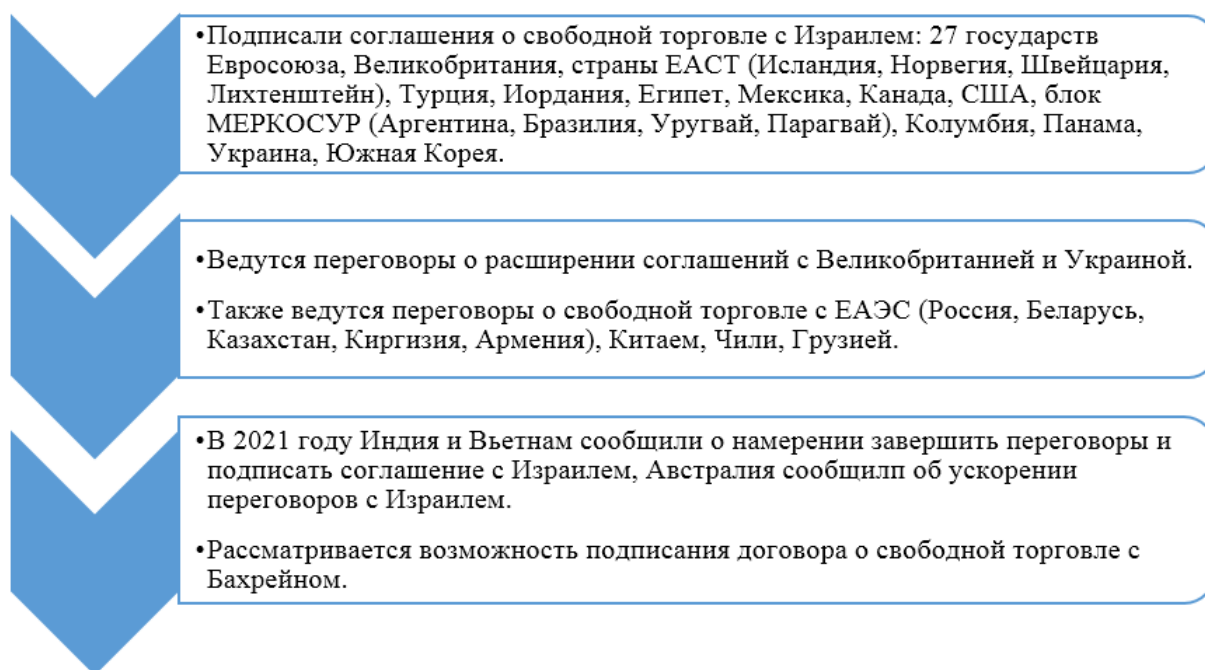 •Подписали соглашения о свободной торговле с Израилем: 27 государств
Евросоюза, Великобритания, страны ЕАСТ (Исландия, Норвегия, Швейцария,
Лихтенштейн), Турция, Иордания, Египет, Мексика, Канада, США, блок
МЕРКОСУР (Аргентина, Бразилия, Уругвай, Парагвай), Колумбия, Панама,
Украина, Южная Корея.
•Ведутся переговоры о расширении соглашений с Великобританией и Украиной.
•Также ведутся переговоры о свободной торговле с ЕАЭС (Россия, Беларусь,
Казахстан, Киргизия, Армения), Китаем, Чили, Грузией.
•В 2021 году Индия и Вьетнам сообщили о намерении завершить переговоры и
подписать соглашение с Израилем, Австралия сообщилп об ускорении
переговоров с Израилем.
•Рассматривается возможность подписания договора о свободной торговле с
Бахрейном.